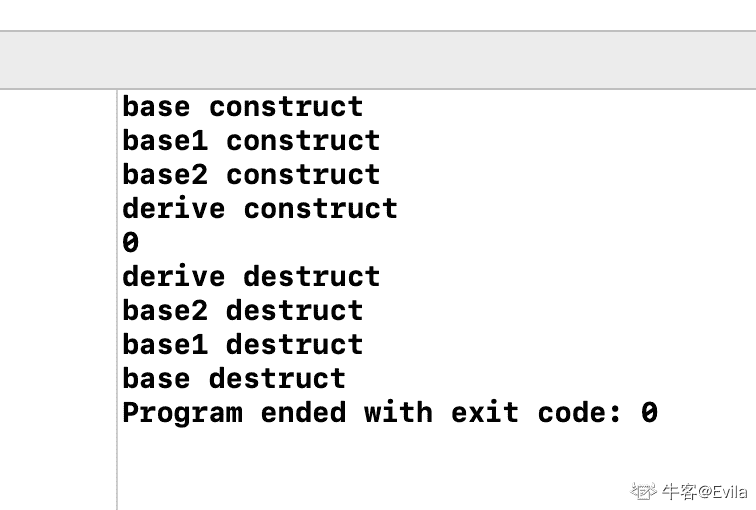 base construct
base1 construct
base2 construct
derive construct
0
derive destruct
base2 destruct
base1 destruct
base destruct
Program ended with exit code: 0
牛客@Evila